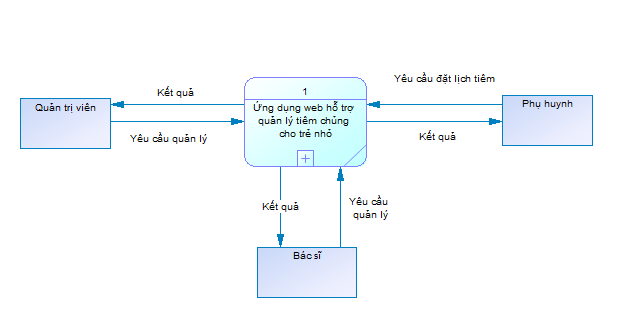 Yêu cầu đặt lịch tiêm
Kết quả
1
Quản trị viên
Ứng dụng web hỗ trợ
quản lý tiêm chủng
cho trẻ nhỏ
Phụ huynh
Yêu cầu quản lý
Kết quả
Kết quả
Yêu cầu
quản lý
Bác sĩ